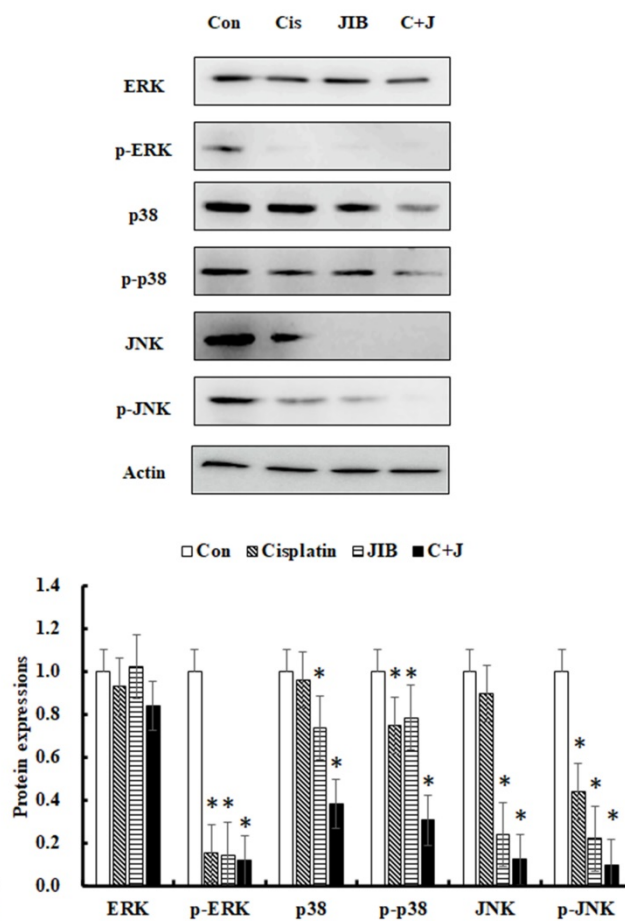 Con Cis JIB C+J
ERK
p-ERK
p38
p-p38
JNK
p-JNK
Actin
Con Cisplatin JIB C+J
Protein expressions
1.4
1.2
1.0
0.8
0.6
0.4
0.2
0.0
* * * * * * * * * * * * *
ERK p-ERK p38 p-p38 JNK p-JNK